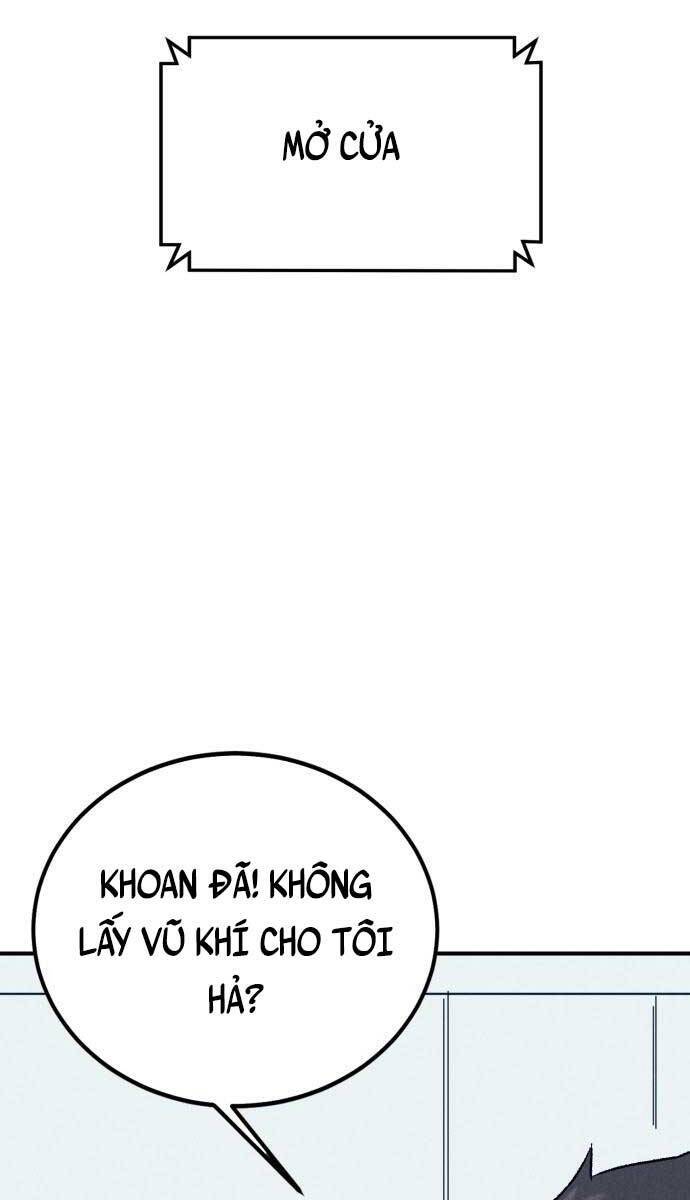 MỞ CỬA
KHOAN ĐÃ! KHÔNG
LẤY VŨ KHÍ CHO TÔI
HẢ?